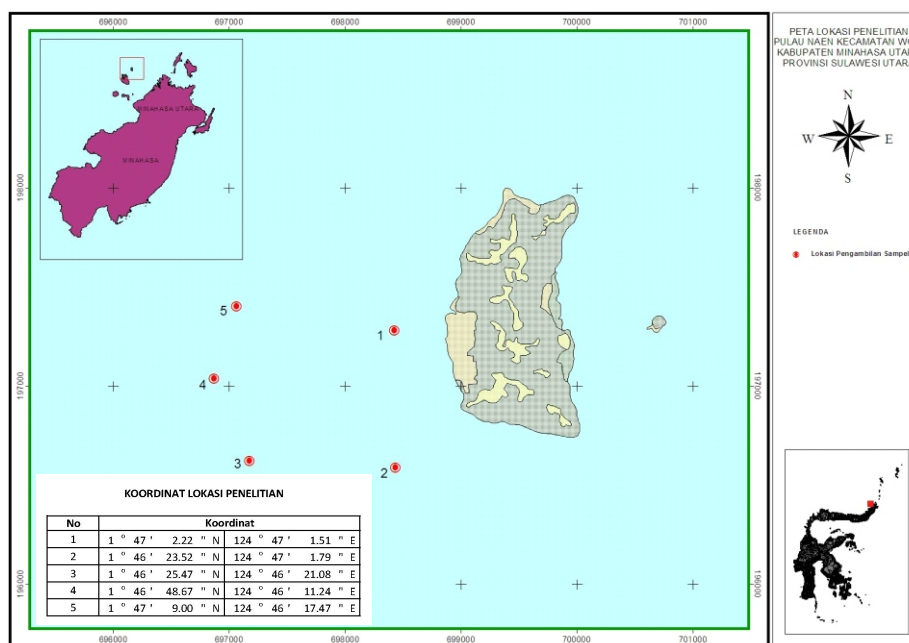 696000 697000 698000 699000 700000 701000
PETA LOKASI PENELITIAN
PULAU NAEN KECAMATAN
KABUPATEN MINAHASA
PROVINSI SULAWESI
N
W E
S
LEGENDA
Lokasi Pengambilan Sampel
MINAHASA UTARA
MINAHASA
198000 198000
5
1
197000 197000
4
3
2
KOORDINAT LOKASI PENELITIAN
No Koordinat
1 1 ° 47 ' 2.22 " N 124 ° 47 ' 1.51 " E
2 1 ° 46 ' 23.52 " N 124 ° 47 ' 1.79 " E
3 1 ° 46 ' 25.47 " N 124 ° 46 ' 21.08 " E
4 1 ° 46 ' 48.67 " N 124 ° 46 ' 11.24 " E
5 1 ° 47 ' 9.00 " N 124 ° 46 ' 17.47 " E
196000 196000
696000 697000 698000 699000 700000 701000